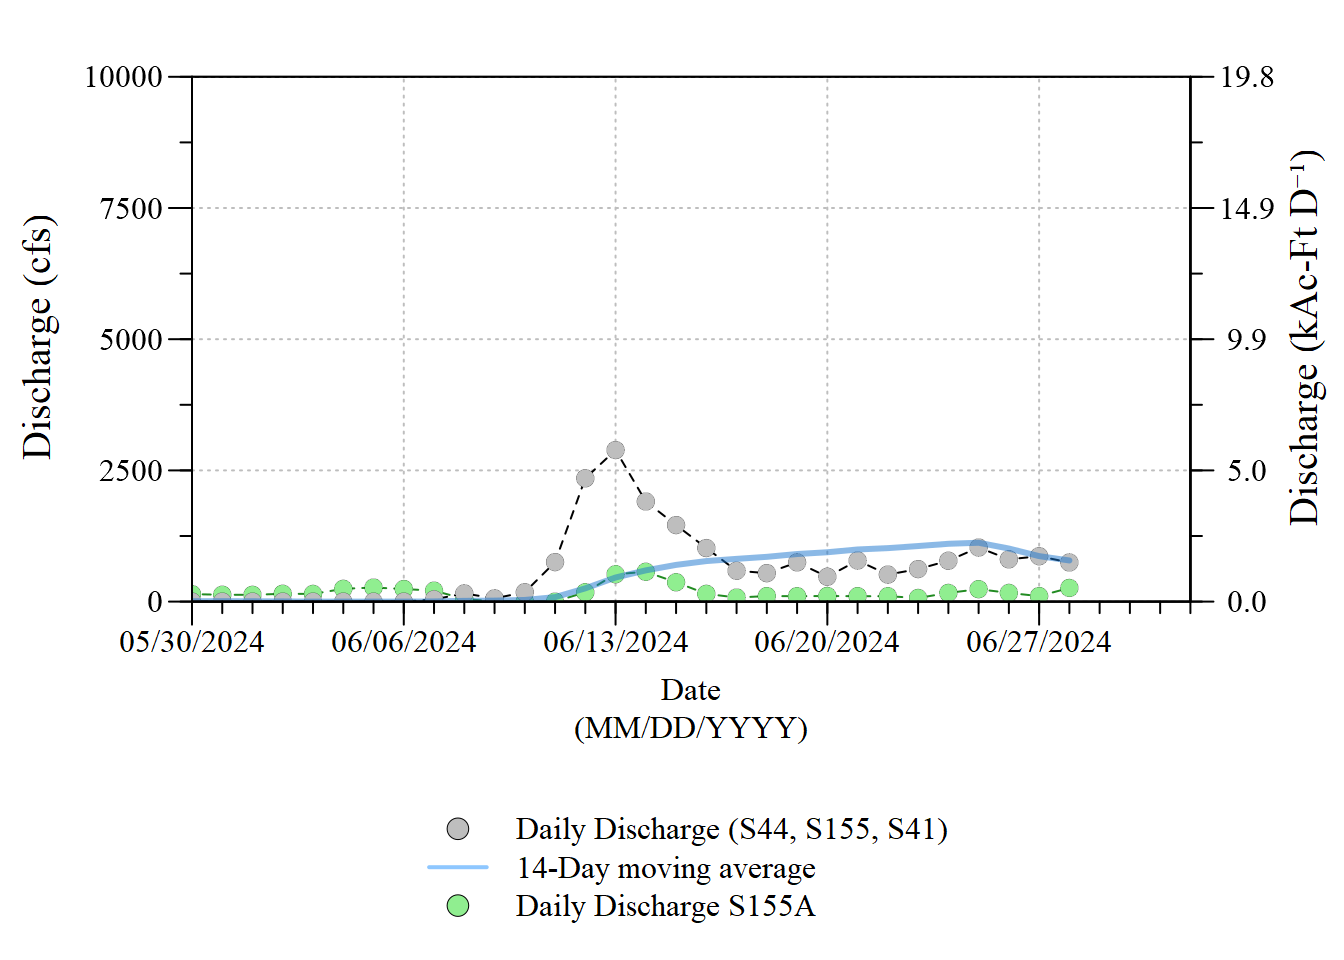 10000
7500
5000
2500
0
19.8
14.9
9.9
5.0
0.0
Discharge (cfs)
Discharge (kAc-Ft D⁻¹)
05/30/2024
06/06/2024
06/13/2024
06/20/2024
06/27/2024
Date
(MM/DD/YYYY)
Daily Discharge (S44, S155, S41)
14-Day moving average
Daily Discharge S155A